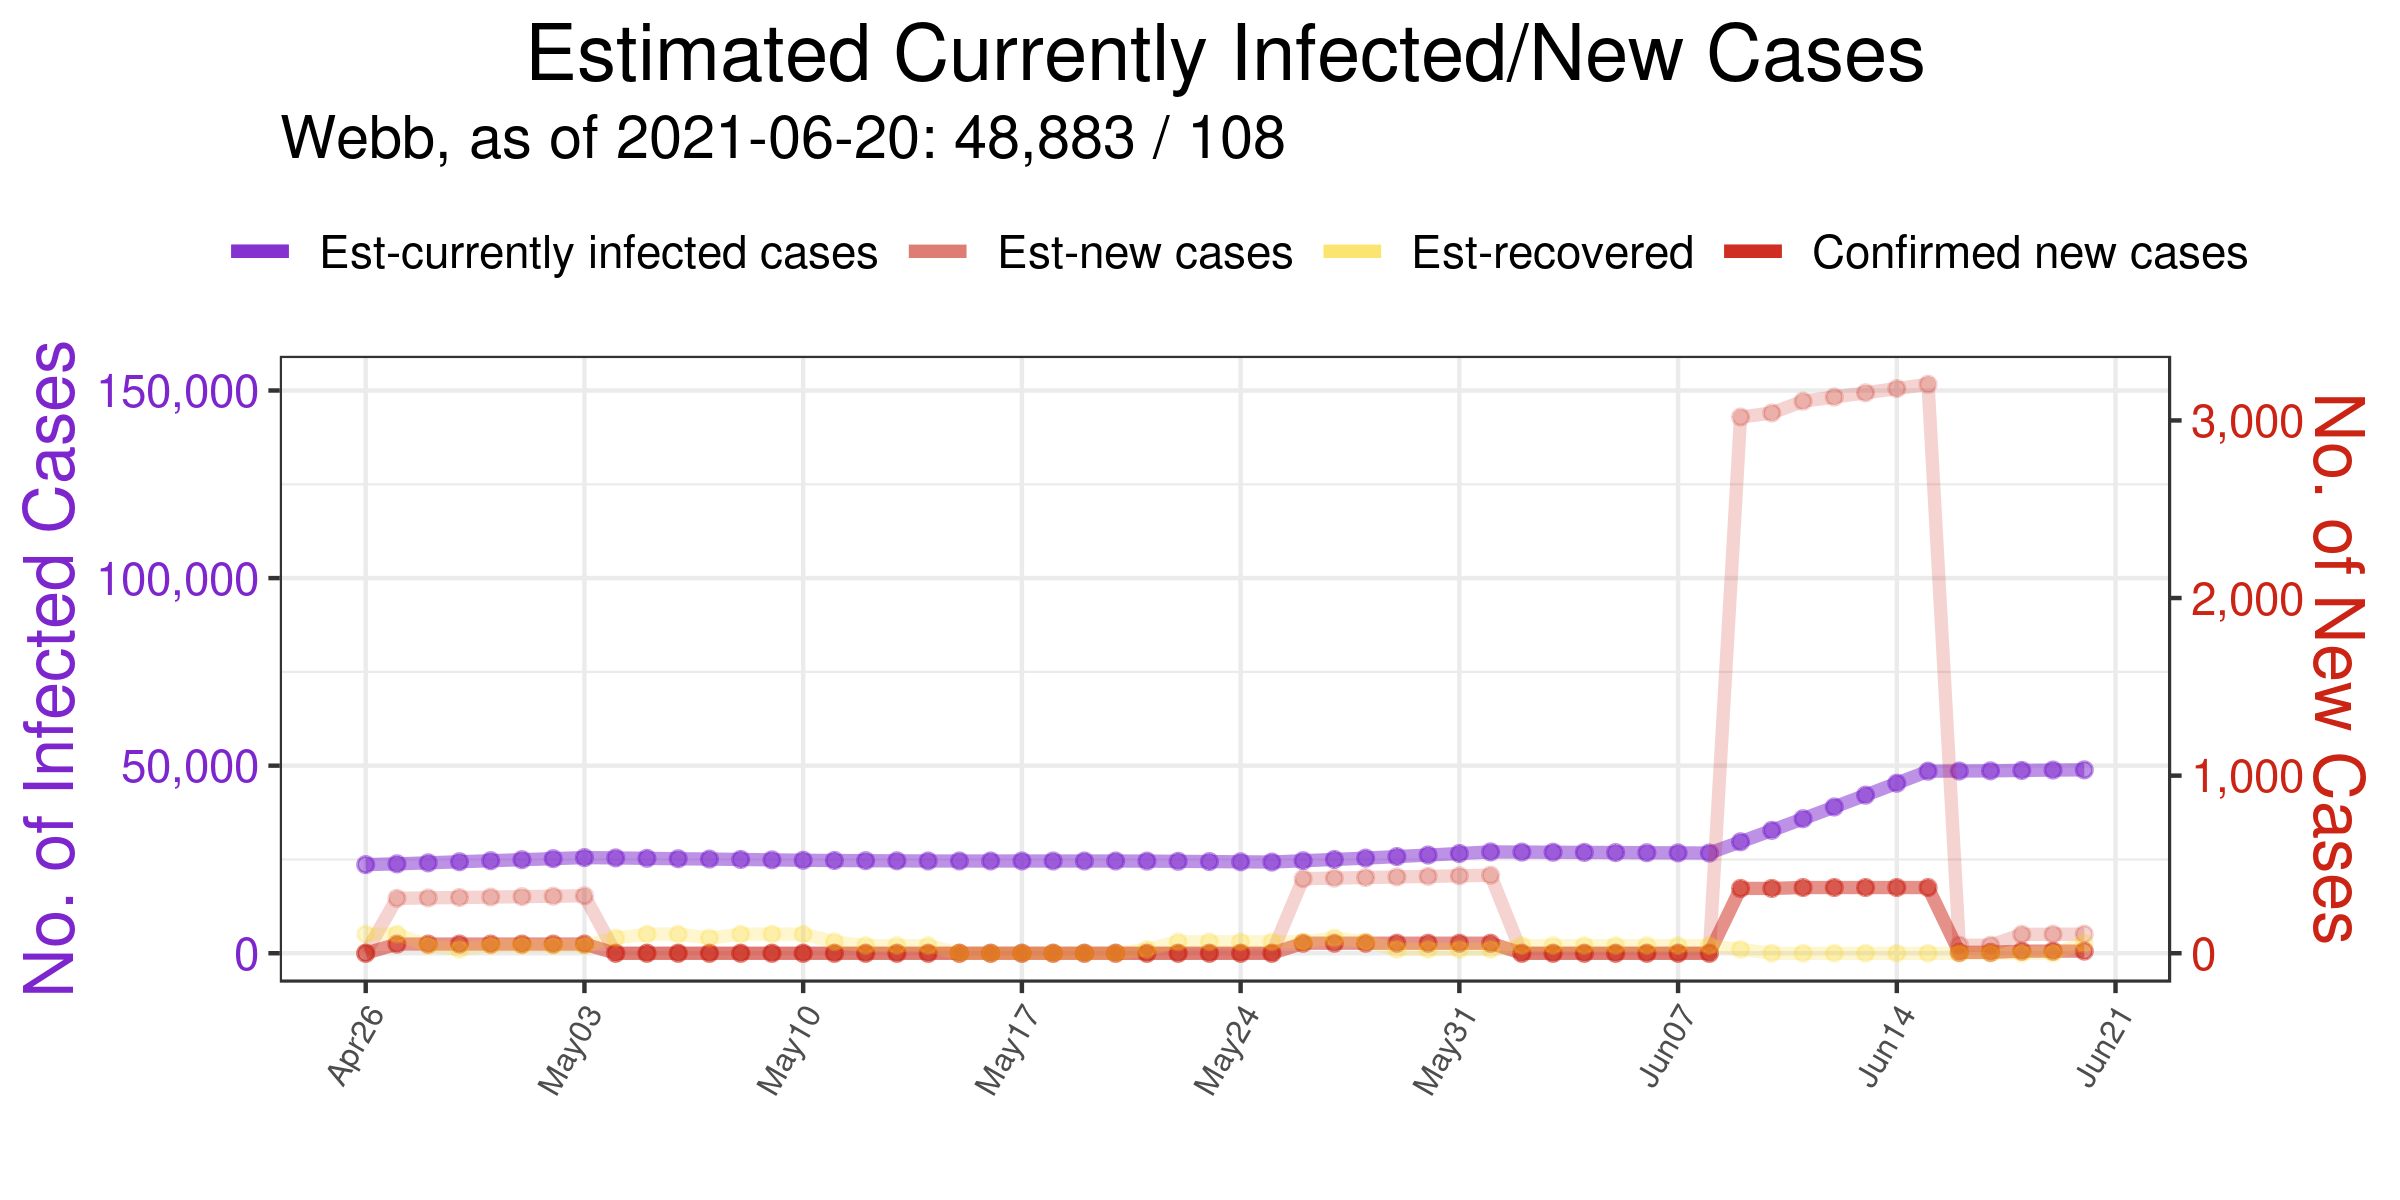 Estimated Currently Infected/New Cases
Webb, as of 2021-06-20: 48,883 / 108
Est-currently infected cases Est-new cases Est-recovered Confirmed new cases
No. of Infected Cases
150,000
100,000
50,000
0
3,000
2,000
1,000
0
No. of New Cases
Apr26 May03 May10 May17 May24 May31 Jun07 Jun14 Jun21